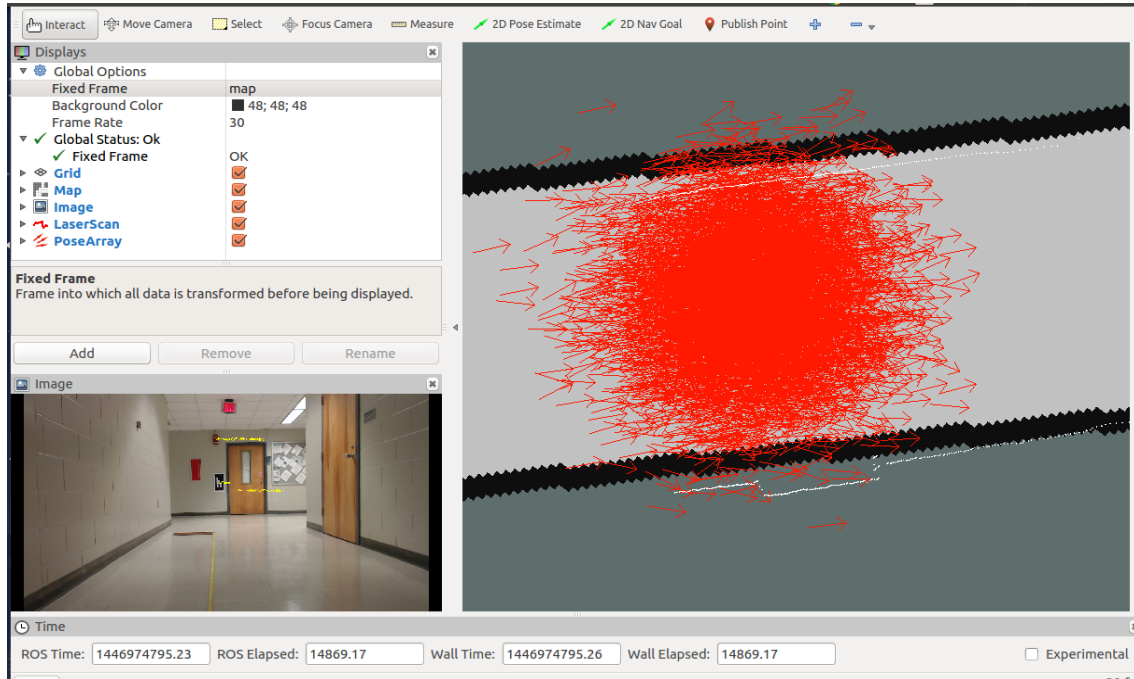 Interact Move Camera Select Focus Camera Measure 2D Pose Estimate 2D Nav Goal Publish Point
Displays
Global Options
Fixed Frame map
Background Color 48; 48; 48
Frame Rate 30
Global Status: Ok
Fixed Frame OK
Grid
Map
Image
LaserScan
PoseArray
Fixed Frame
Frame into which all data is transformed before being displayed.
Add Remove Rename
Image
Time
ROS Time: 1446974795.23 ROS Elapsed: 14869.17 Wall Time: 1446974795.26 Wall Elapsed: 14869.17 Experimental